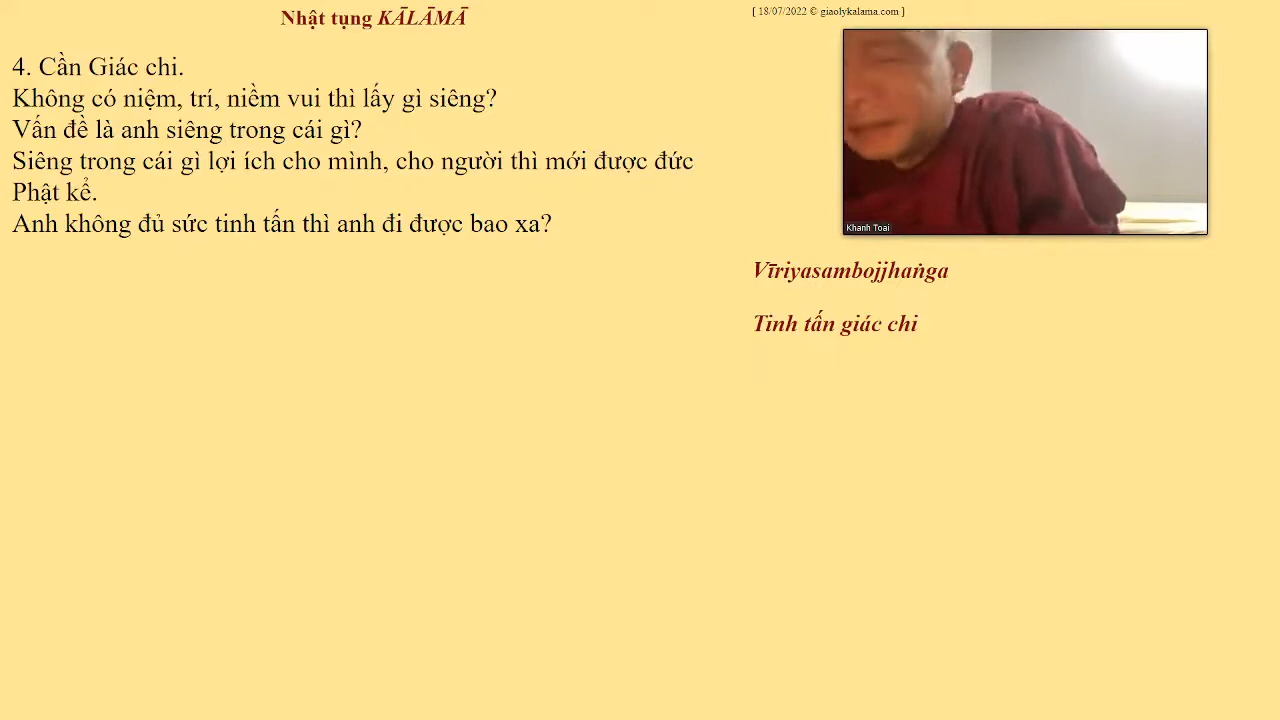 Nhật tụng KĀLĀMĀ
[ 18/07/2022 © giaolykalama.com ]
4. Cần Giác chi.
Không có niệm, trí, niềm vui thì lấy gì siêng?
Vấn đề là anh siêng trong cái gì?
Siêng trong cái gì lợi ích cho mình, cho người thì mới được đức
Phật kể.
Anh không đủ sức tinh tấn thì anh đi được bao xa?
Khanh Toai
Vīriyasambojjhaṅga
Tinh tấn giác chi